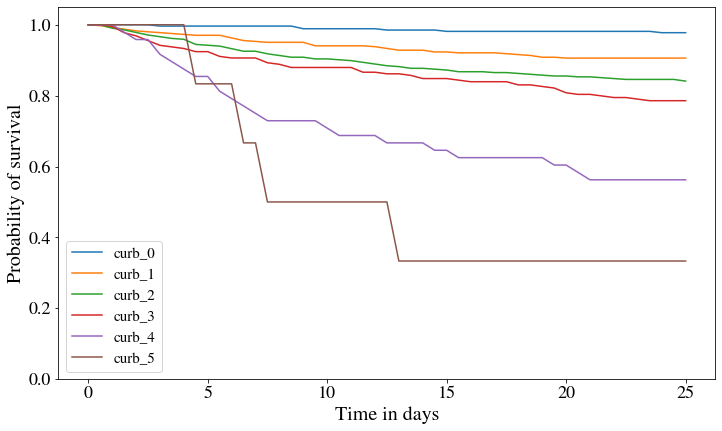 1.0
0.8
0.6
0.4
0.2
0.0
Probability of survival
curb_0
curb_1
curb_2
curb_3
curb_4
curb_5
0 5 10 15 20 25
Time in days